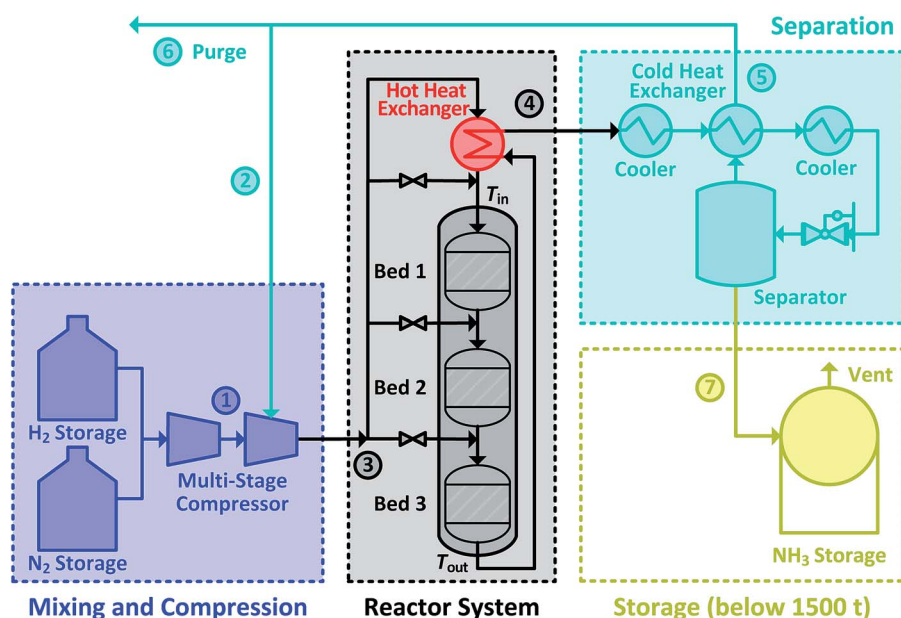 Separation
6 Purge
Hot Heat
Exchanger
4
Cold Heat
Exchanger
5
Cooler
Cooler
2
Tin
Bed 1
Separator
Bed 2
1
7
Vent
H2 Storage
3
Multi-Stage
Compressor
Bed 3
N2 Storage
Tout
NH3 Storage
Mixing and Compression
Reactor System
Storage (below 1500 t)